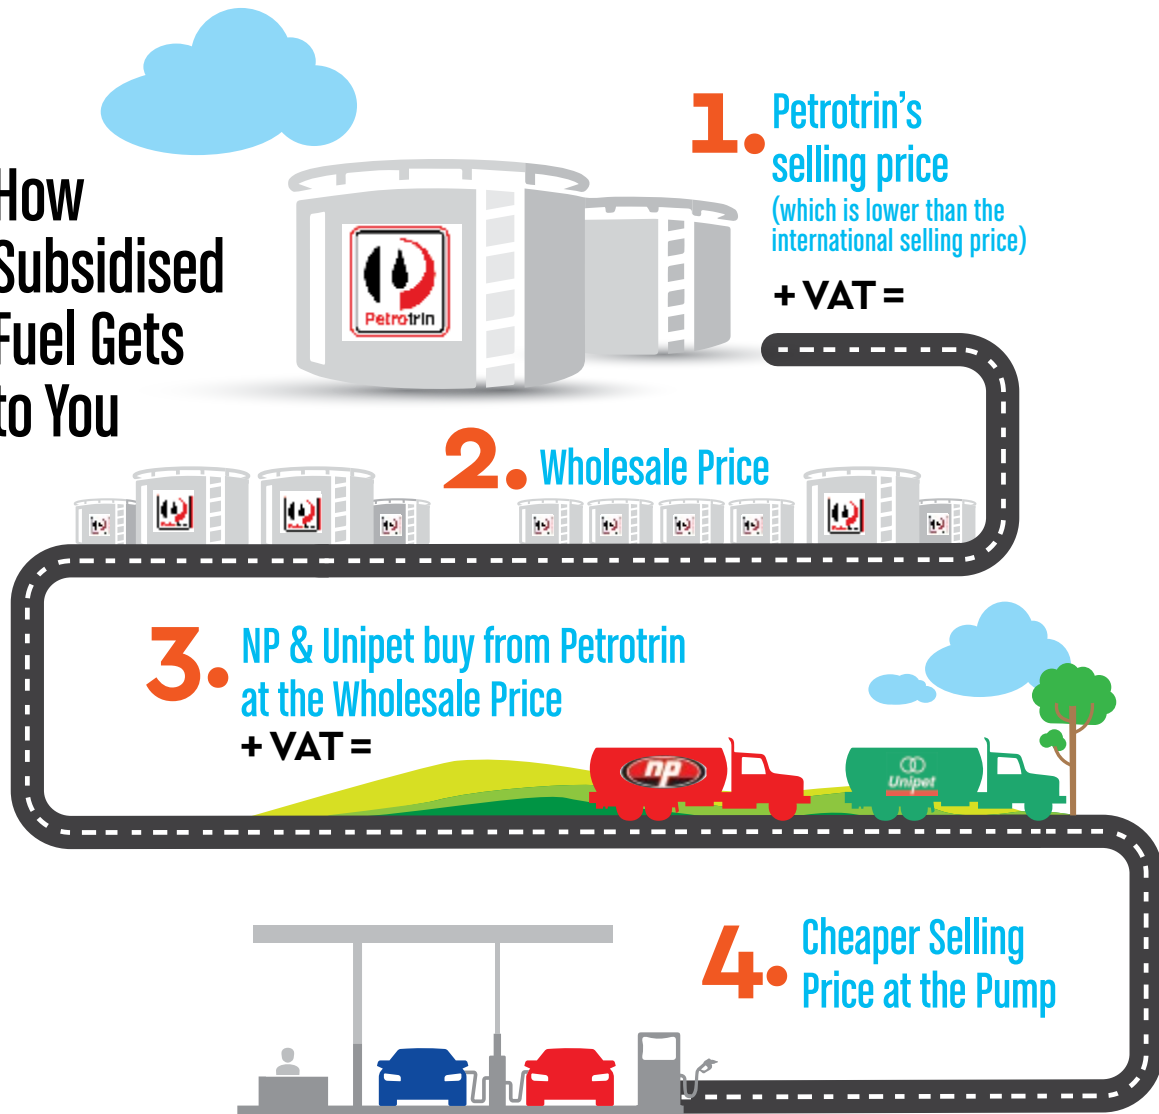 How
Subsidised
Fuel Gets
to You
1. Petrotrin's
selling price
(which is lower than the
international selling price)
+ VAT =
Petrotrin
2. Wholesale Price
3. NP & Unipet buy from Petrotrin
at the Wholesale Price
+ VAT =
np
Unipet
4. Cheaper Selling
Price at the Pump